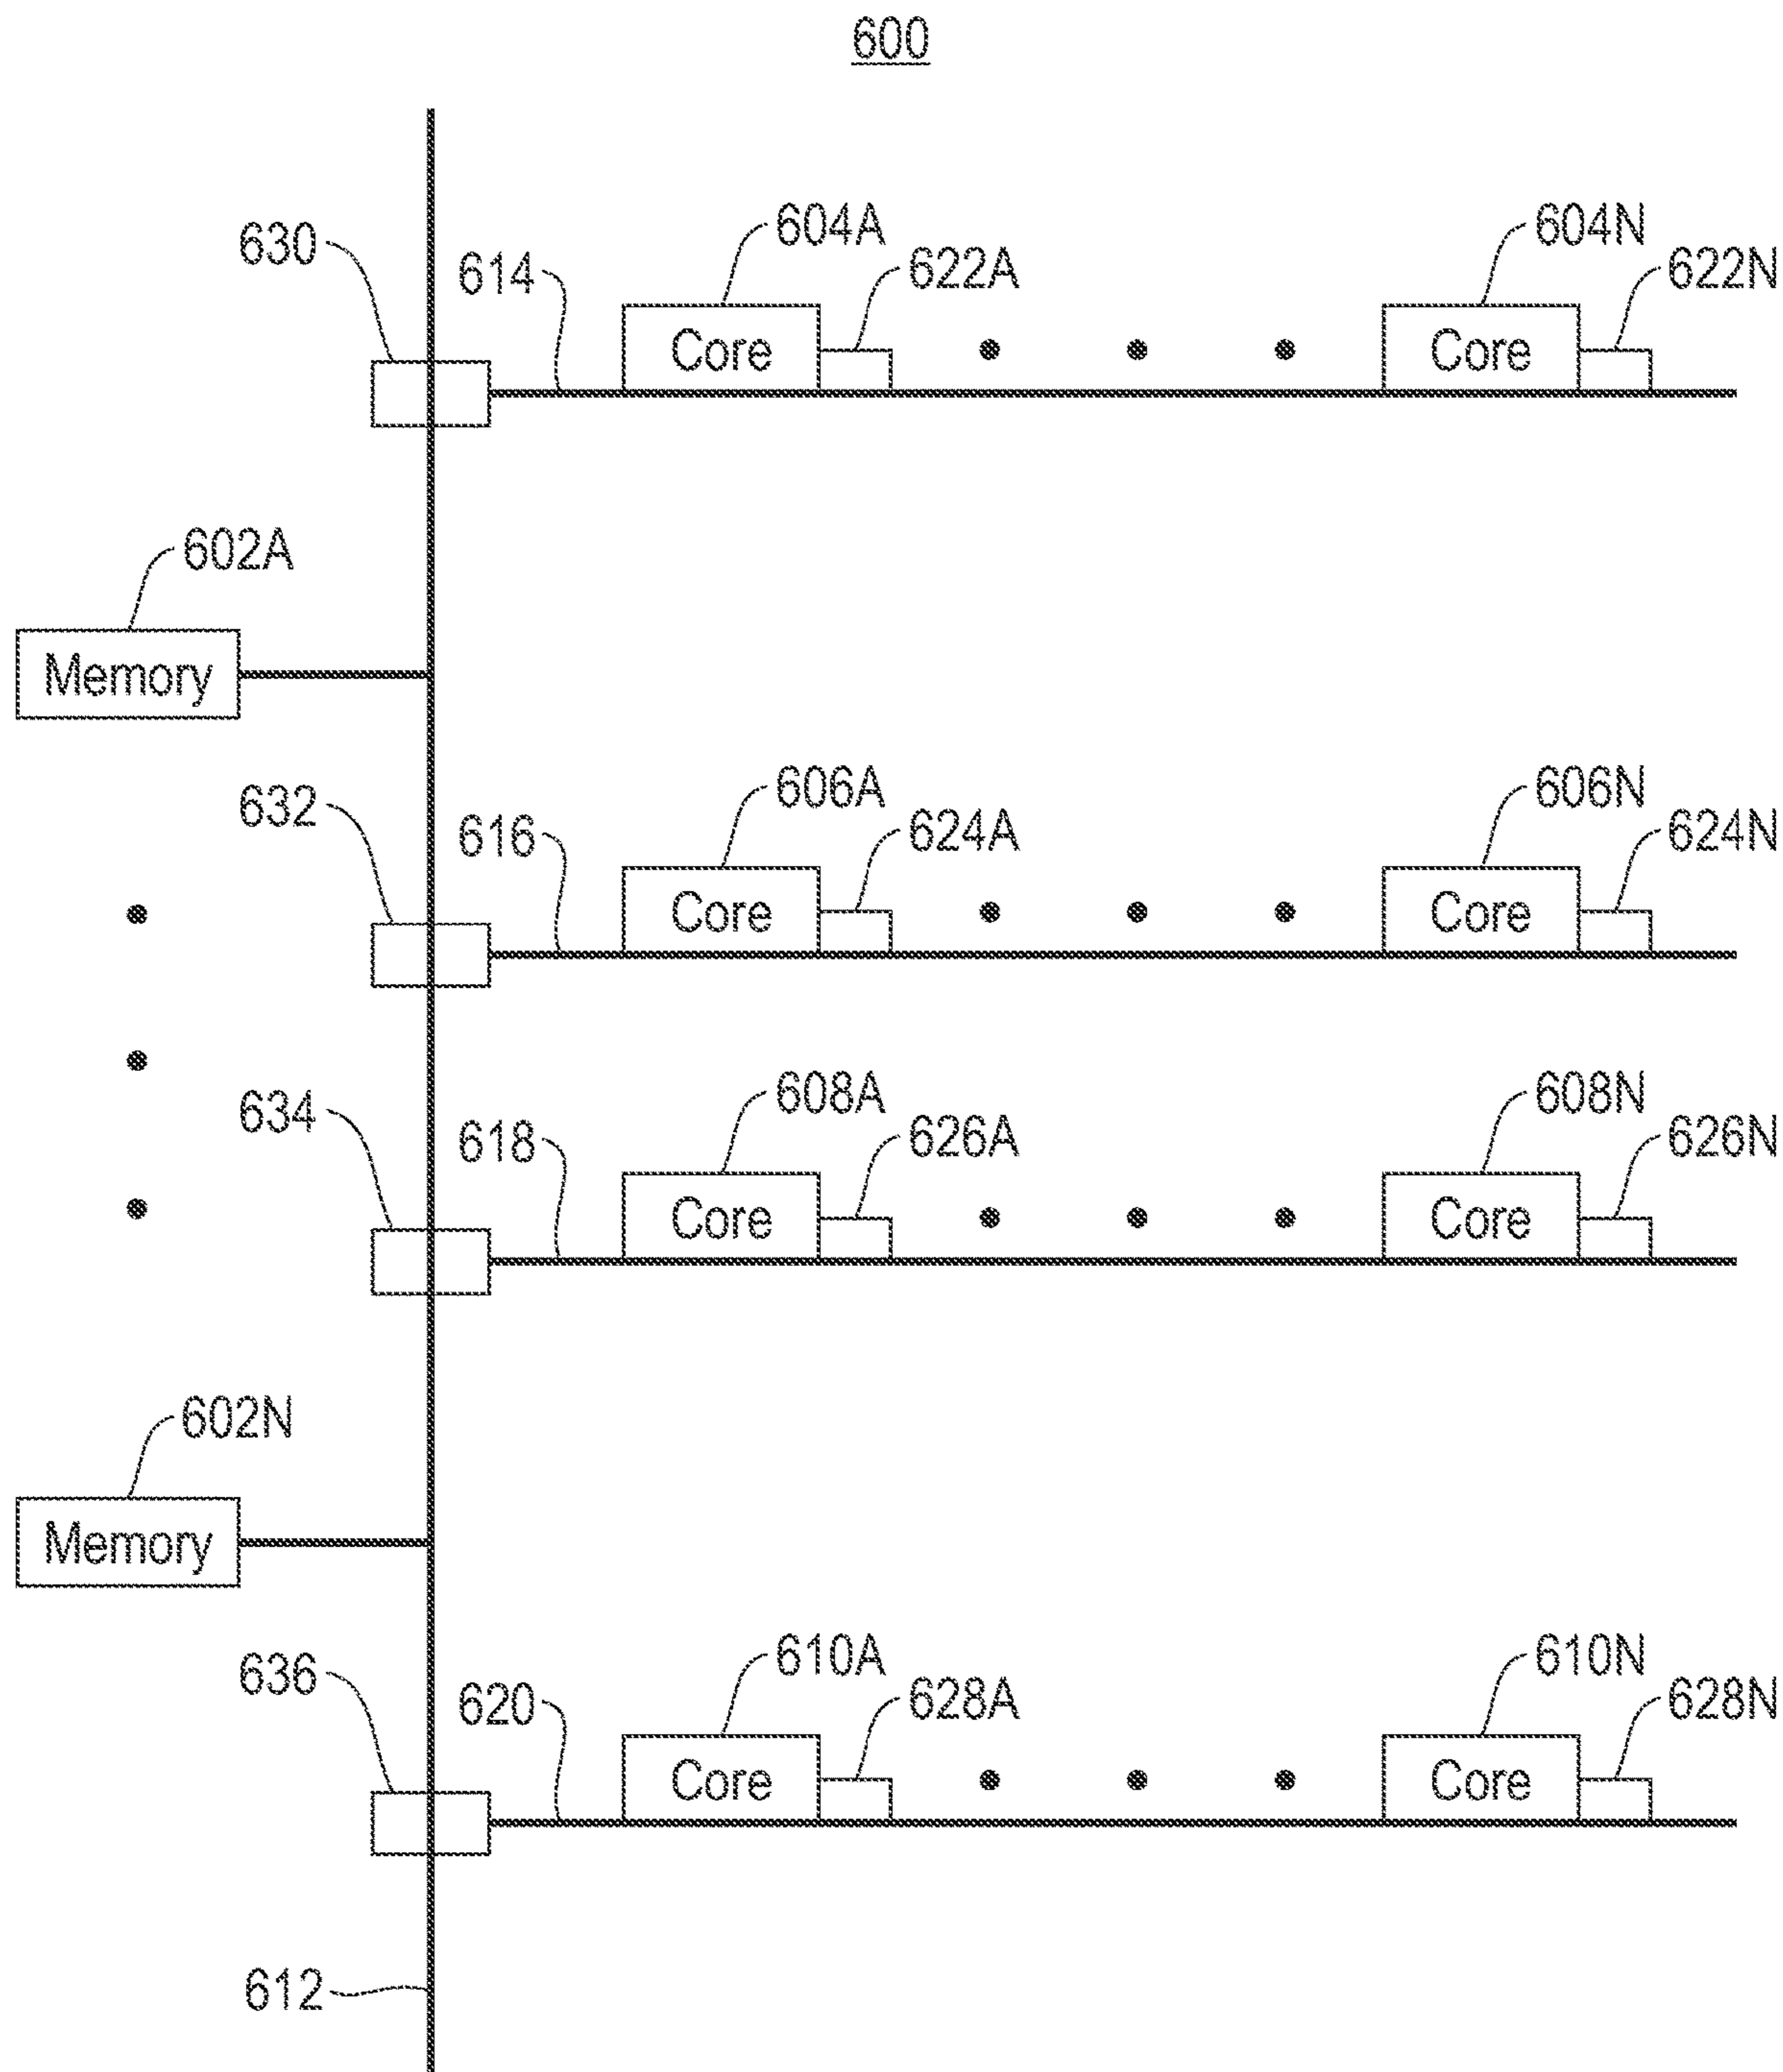 600
604A
604N
630
614
622A
622N
Core
Core
602A
Memory
606A
606N
632
616
624A
624N
Core
Core
608A
608N
634
618
626A
626N
Core
Core
602N
Memory
610A
610N
636
620
628A
628N
Core
Core
612